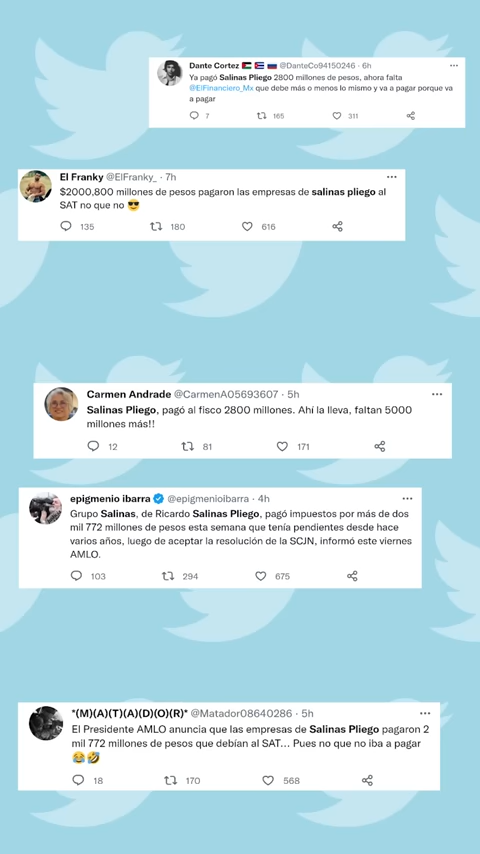 Dante Cortez 🇵🇸 🇨🇺 🇷🇺 @DanteCo94150246 · 6h
Ya pagó Salinas Pliego 2800 millones de pesos, ahora falta
@ElFinanciero_Mx que debe más o menos lo mismo y va a pagar porque va
a pagar
7 165 311
El Franky @ElFranky_ · 7h
$2000,800 millones de pesos pagaron las empresas de salinas pliego al
SAT no que no 😎
135 180 616
Carmen Andrade @CarmenA05693607 · 5h
Salinas Pliego, pagó al fisco 2800 millones. Ahí la lleva, faltan 5000
millones más!!
12 81 171
epigmenio ibarra @epigmenioibarra · 4h
Grupo Salinas, de Ricardo Salinas Pliego, pagó impuestos por más de dos
mil 772 millones de pesos esta semana que tenía pendientes desde hace
varios años, luego de aceptar la resolución de la SCJN, informó este viernes
AMLO.
103 294 675
*(M)(A)(T)(A)(D)(O)(R)* @Matador08640286 · 5h
El Presidente AMLO anuncia que las empresas de Salinas Pliego pagaron 2
mil 772 millones de pesos que debían al SAT... Pues no que no iba a pagar
😂🤣
18 170 568